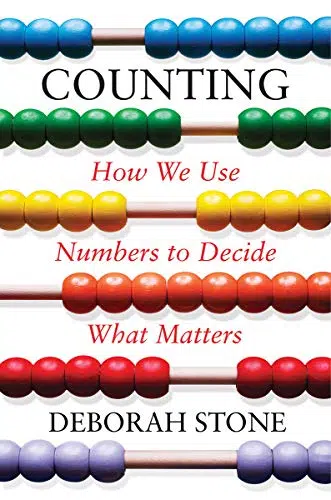 COUNTING
How We Use
Numbers to Decide
What Matters
DEBORAH STONE